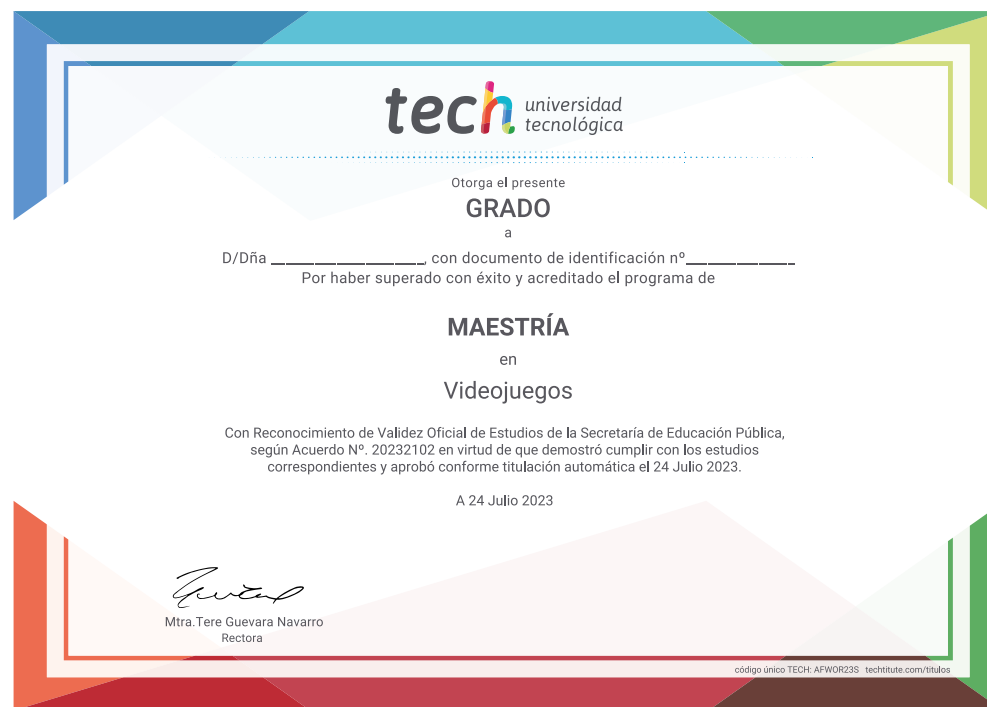 tech universidad
tecnológica
Otorga el presente
GRADO
a
D/Dña ____________________, con documento de identificación nº______________
Por haber superado con éxito y acreditado el programa de
MAESTRÍA
en
Videojuegos
Con Reconocimiento de Validez Oficial de Estudios de la Secretaría de Educación Pública,
según Acuerdo Nº. 20232102 en virtud de que demostró cumplir con los estudios
correspondientes y aprobó conforme titulación automática el 24 Julio 2023.
A 24 Julio 2023
Mtra.Tere Guevara Navarro
Rectora
código único TECH: AFWOR23S techtitute.com/titulos